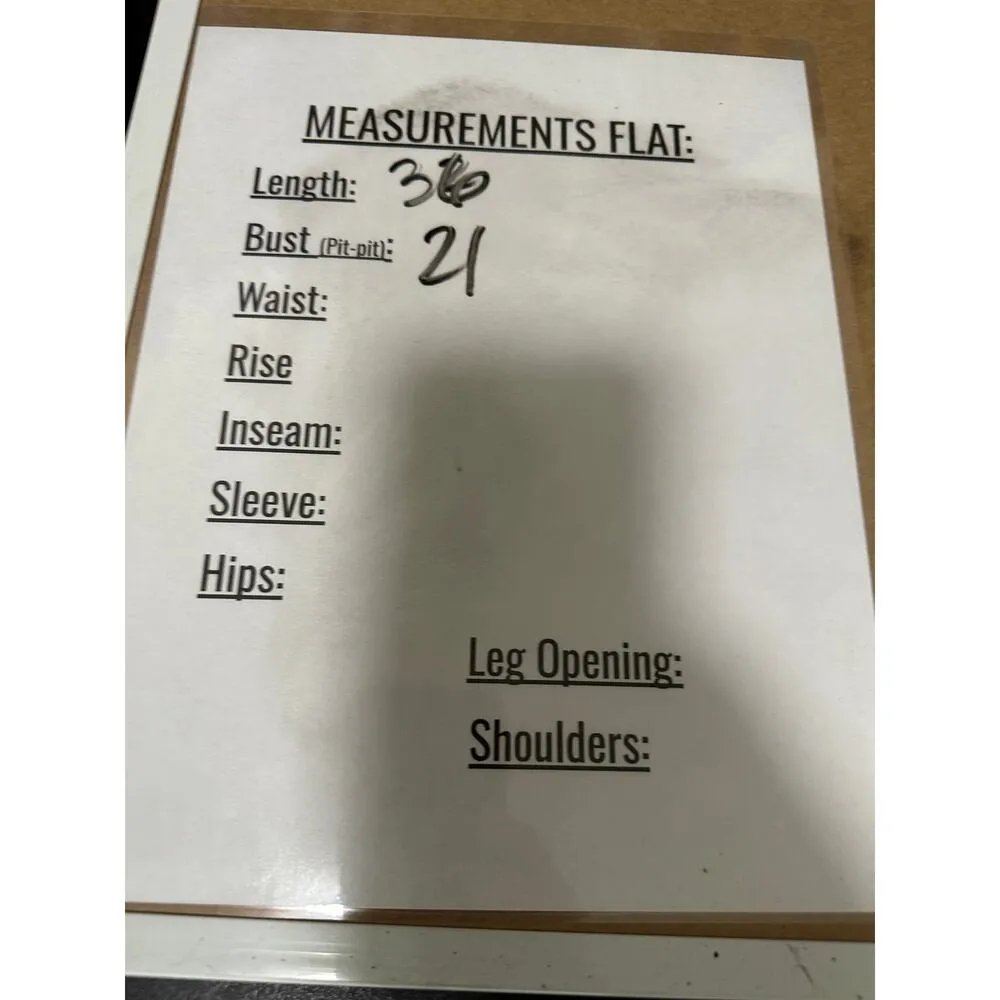 MEASUREMENTS FLAT:
Length: 36
Bust (Pit-pit): 21
Waist:
Rise
Inseam:
Sleeve:
Hips:
Leg Opening:
Shoulders: